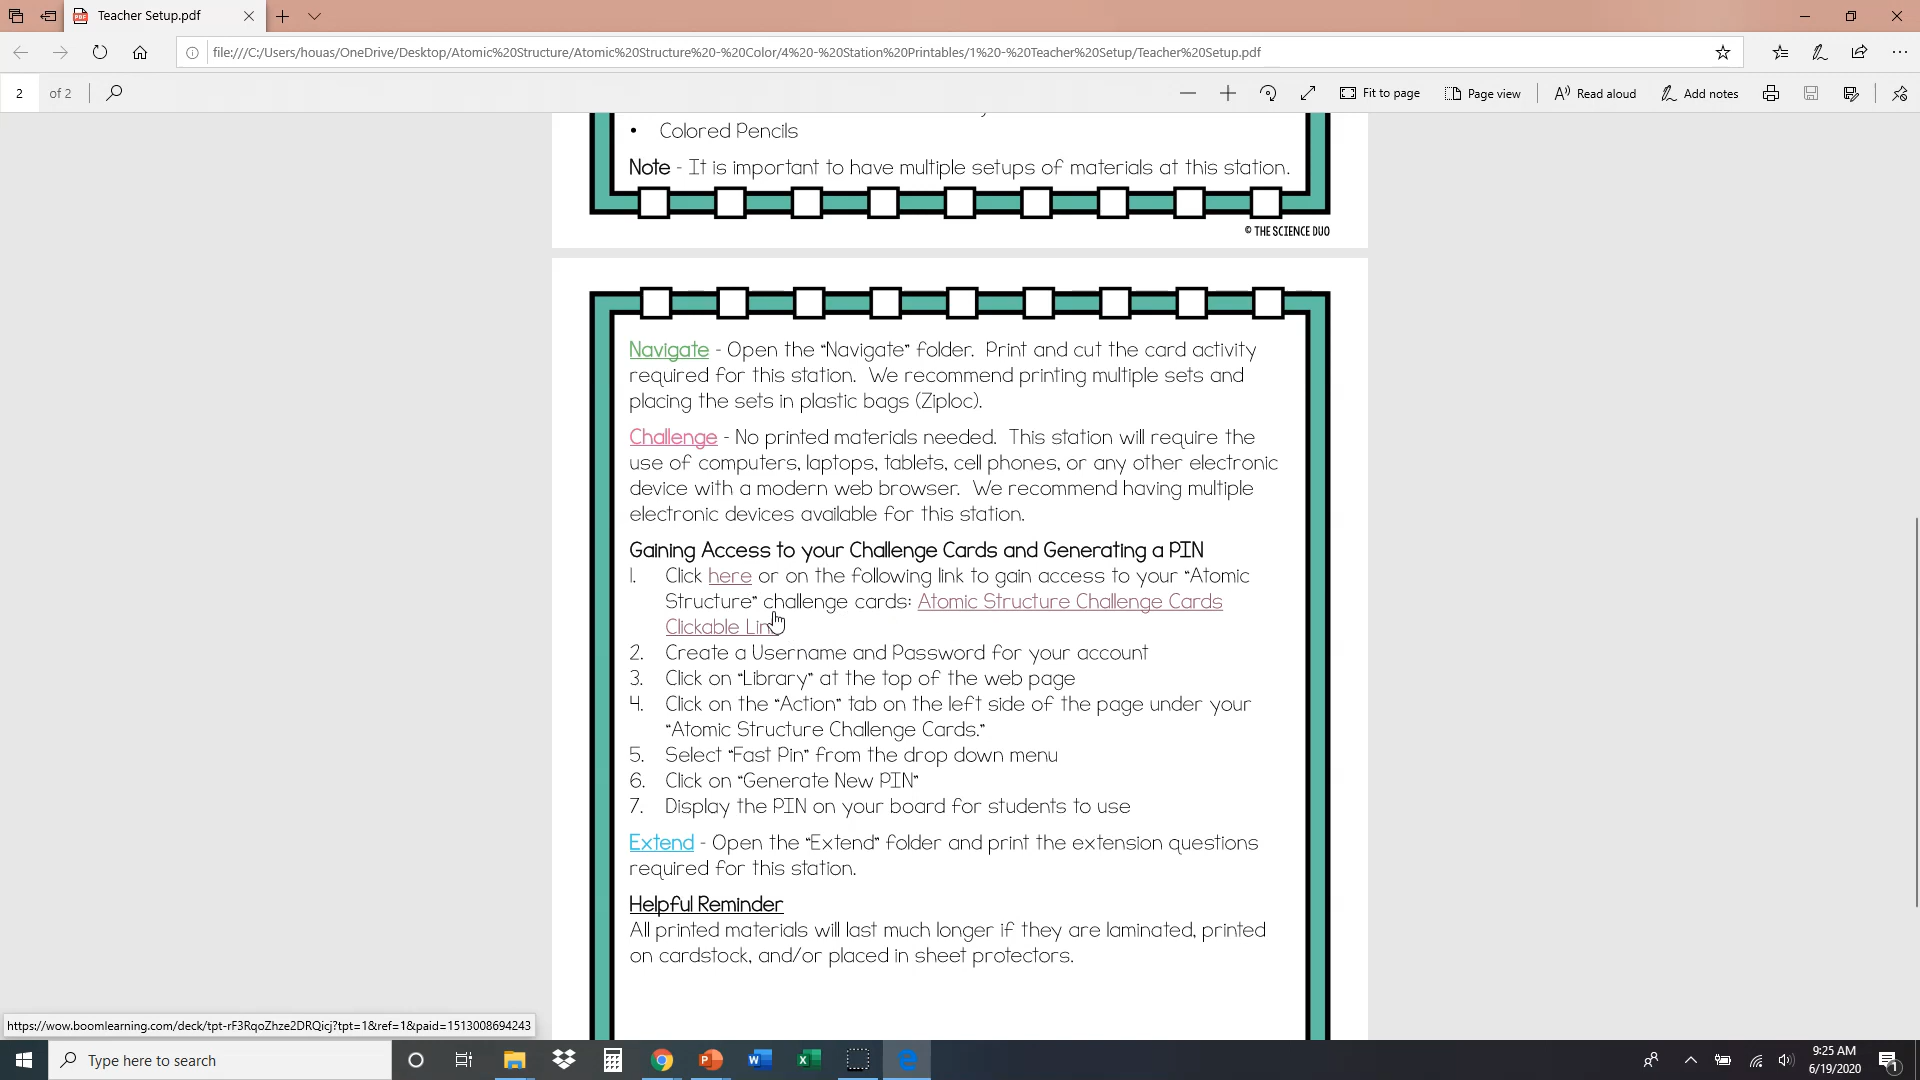 Teacher Setup.pdf
file:///C:/Users/houas/OneDrive/Desktop/Atomic%20Structure/Atomic%20Structure%20-%20Color/4%20-%20Station%20Printables/1%20-%20Teacher%20Setup/Teacher%20Setup.pdf
2 of 2
Fit to page
Page view
Read aloud
Add notes
• Colored Pencils
Note - It is important to have multiple setups of materials at this station.
© THE SCIENCE DUO
Navigate - Open the “Navigate” folder. Print and cut the card activity
required for this station. We recommend printing multiple sets and
placing the sets in plastic bags (Ziploc).
Challenge - No printed materials needed. This station will require the
use of computers, laptops, tablets, cell phones, or any other electronic
device with a modern web browser. We recommend having multiple
electronic devices available for this station.
Gaining Access to your Challenge Cards and Generating a PIN
1. Click here or on the following link to gain access to your “Atomic
Structure” challenge cards: Atomic Structure Challenge Cards
Clickable Link
2. Create a Username and Password for your account
3. Click on “Library” at the top of the web page
4. Click on the “Action” tab on the left side of the page under your
“Atomic Structure Challenge Cards.”
5. Select “Fast Pin” from the drop down menu
6. Click on “Generate New PIN”
7. Display the PIN on your board for students to use
Extend - Open the “Extend” folder and print the extension questions
required for this station.
Helpful Reminder
All printed materials will last much longer if they are laminated, printed
on cardstock, and/or placed in sheet protectors.
https://wow.boomlearning.com/deck/tpt-rF3RqoZhze2DRQicj?tpt=1&ref=1&paid=1513008694243
Type here to search
9:25 AM
6/19/2020
1